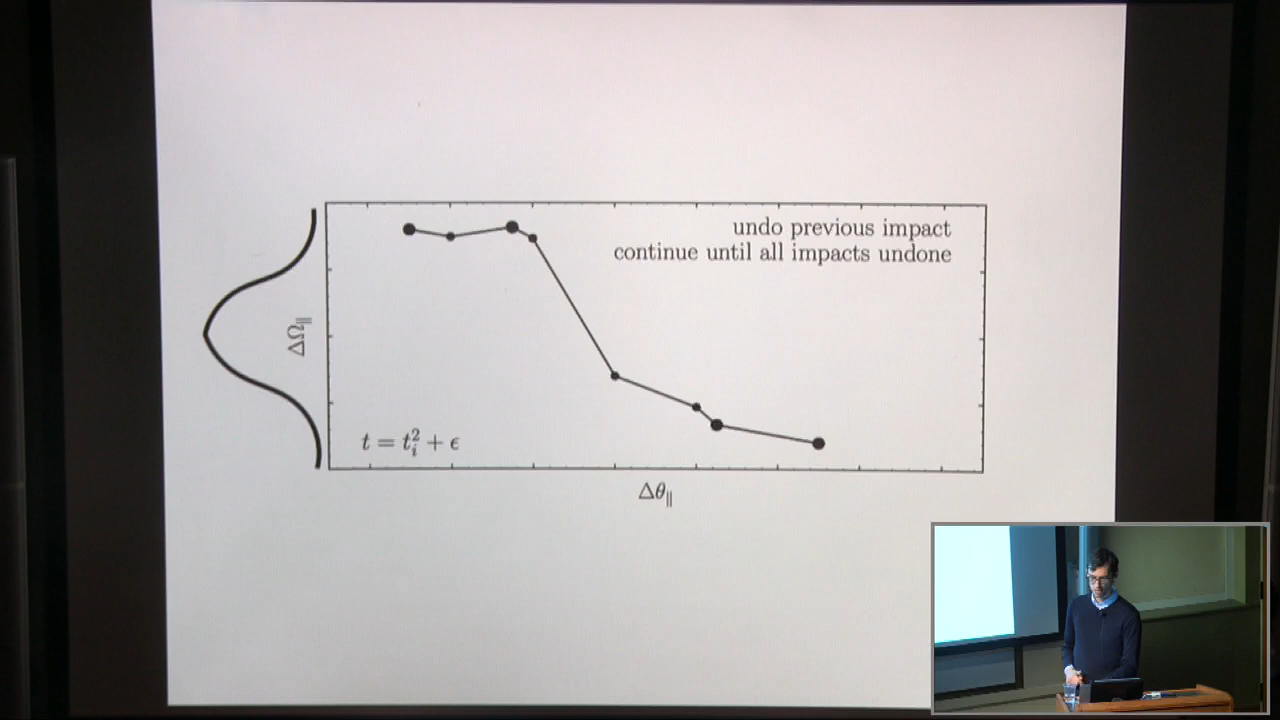 undo previous impact
continue until all impacts undone
ΔΩ∥
t = t_i^2 + ϵ
Δθ∥